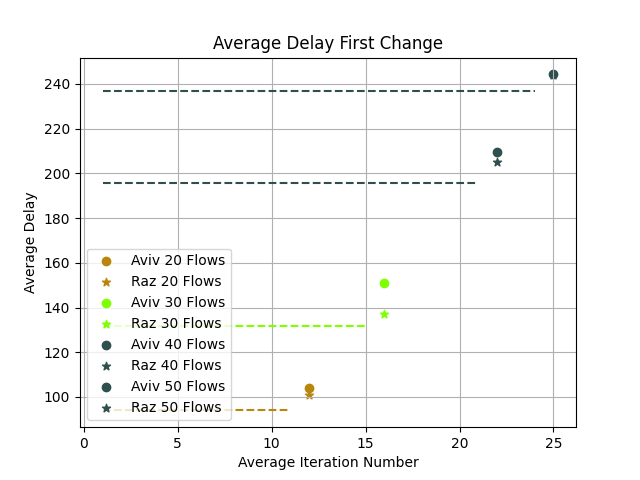 Average Delay First Change
Average Delay
240
220
200
180
160
140
120
100
Aviv 20 Flows
Raz 20 Flows
Aviv 30 Flows
Raz 30 Flows
Aviv 40 Flows
Raz 40 Flows
Aviv 50 Flows
Raz 50 Flows
0 5 10 15 20 25
Average Iteration Number